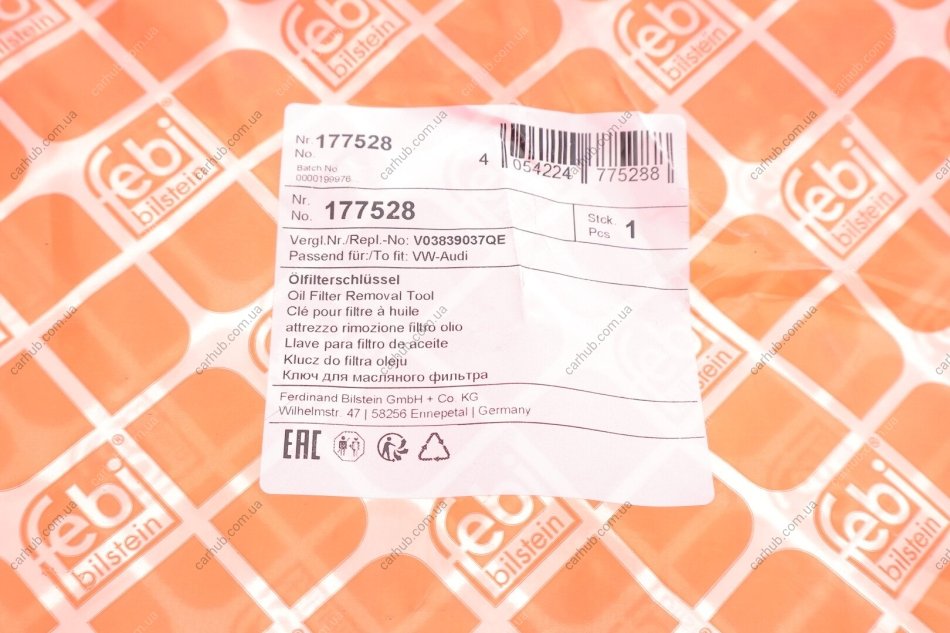 febi
bilstein
Nr. 177528
No.
Batch No
0000199976
4 054224 775288
Nr.
No. 177528
Stck.
Pcs 1
Vergl.Nr./Repl.-No: V03839037QE
Passend für:/To fit: VW-Audi
Ölfilterschlüssel
Oil Filter Removal Tool
Clé pour filtre à huile
attrezzo rimozione filtro olio
Llave para filtro de aceite
Klucz do filtra oleju
Ключ для масляного фильтра
Ferdinand Bilstein GmbH + Co. KG
Wilhelmstr. 47 | 58256 Ennepetal | Germany
EAC
carhub.com.ua